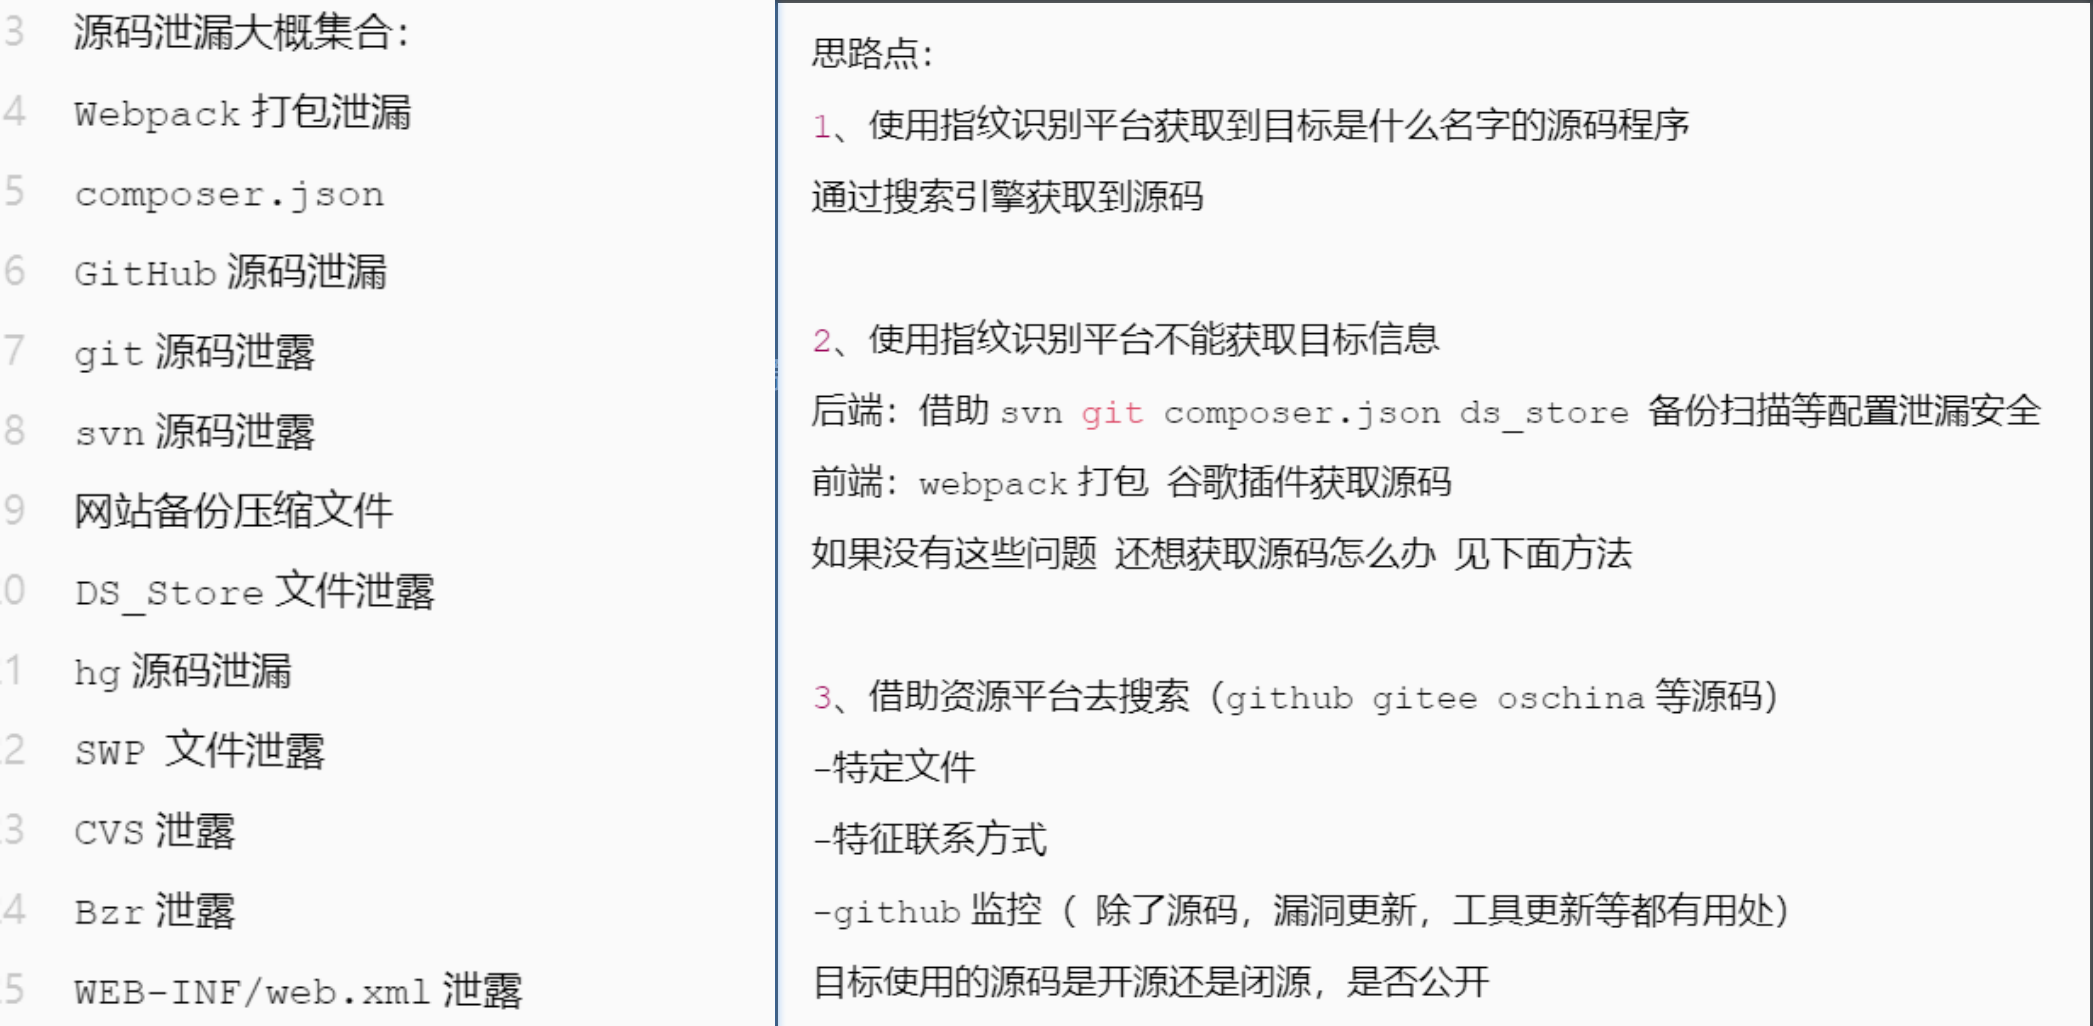 3 源码泄漏大概集合：
4 Webpack 打包泄漏
5 composer.json
6 GitHub 源码泄漏
7 git 源码泄露
8 svn 源码泄露
9 网站备份压缩文件
0 DS_Store 文件泄露
1 hg 源码泄漏
2 SWP 文件泄露
3 CVS 泄露
4 Bzr 泄露
5 WEB-INF/web.xml 泄露
思路点：
1、使用指纹识别平台获取到目标是什么名字的源码程序
通过搜索引擎获取到源码
2、使用指纹识别平台不能获取目标信息
后端：借助 svn git composer.json ds_store 备份扫描等配置泄漏安全
前端：webpack 打包 谷歌插件获取源码
如果没有这些问题 还想获取源码怎么办 见下面方法
3、借助资源平台去搜索（github gitee oschina 等源码）
-特定文件
-特征联系方式
-github 监控（ 除了源码，漏洞更新，工具更新等都有用处）
目标使用的源码是开源还是闭源，是否公开